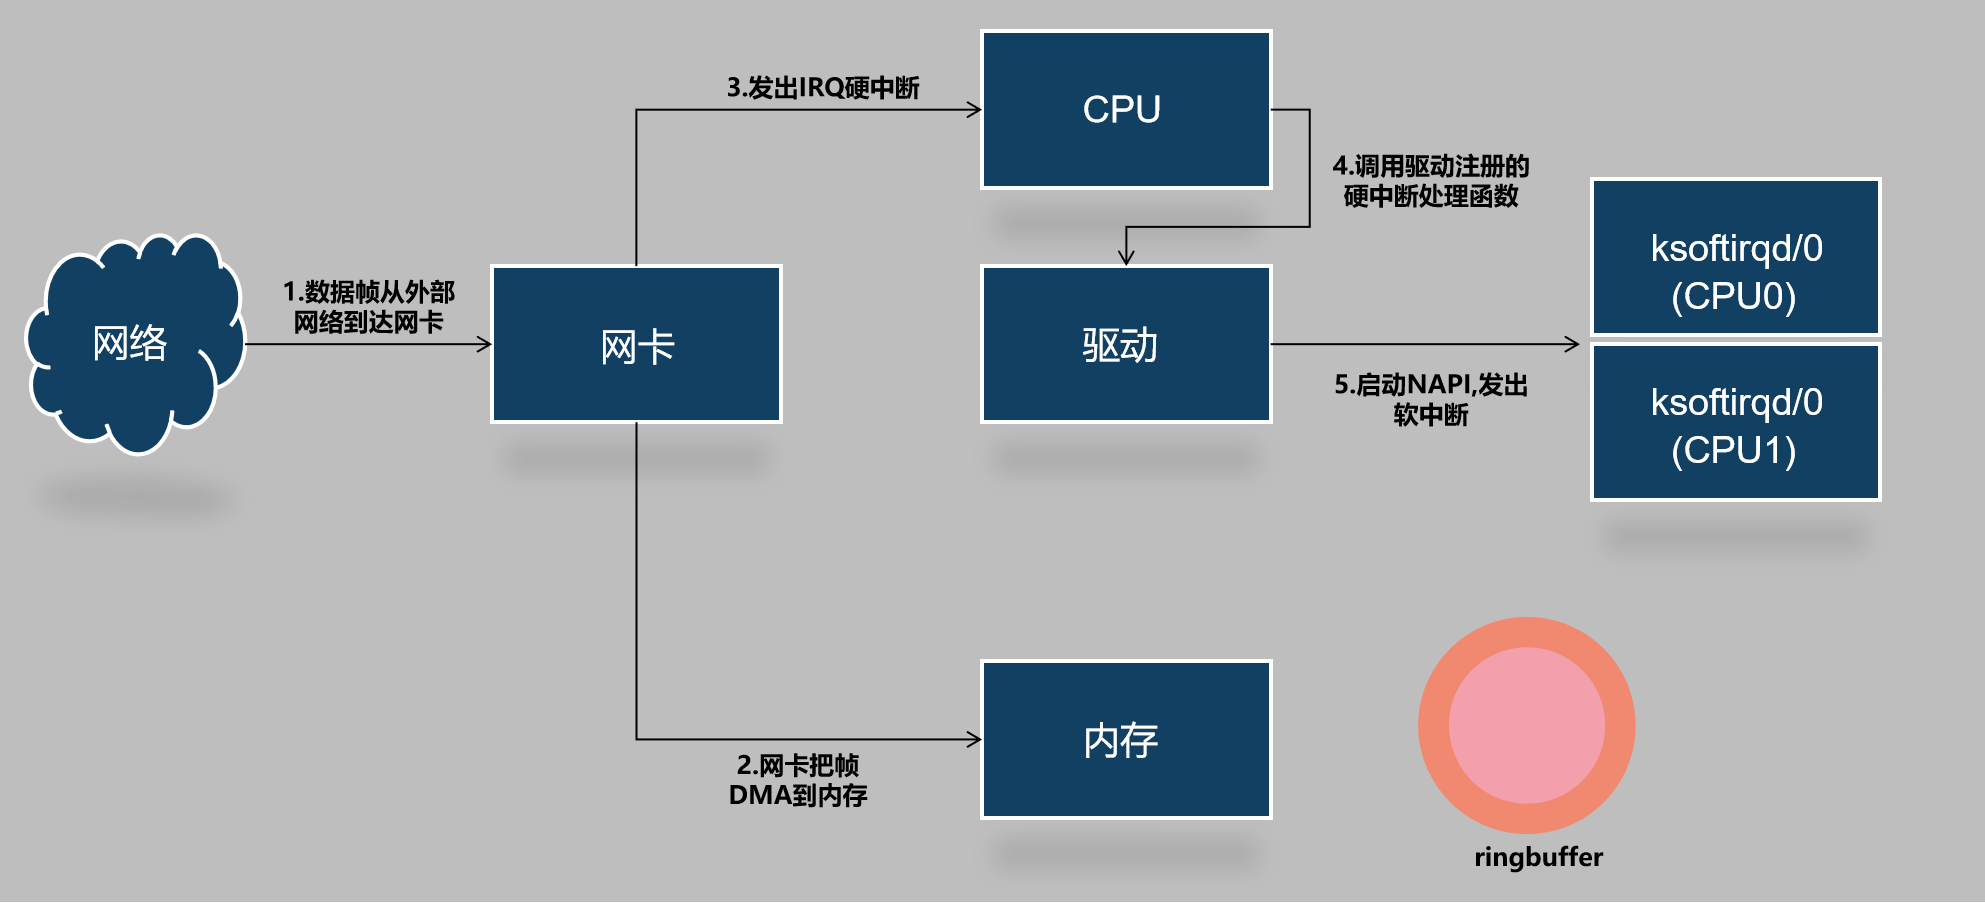 3.发出IRQ硬中断
CPU
4.调用驱动注册的
硬中断处理函数
网络
1.数据帧从外部
网络到达网卡
网卡
驱动
5.启动NAPI,发出
软中断
ksoftirqd/0
(CPU0)
ksoftirqd/0
(CPU1)
2.网卡把帧
DMA到内存
内存
ringbuffer